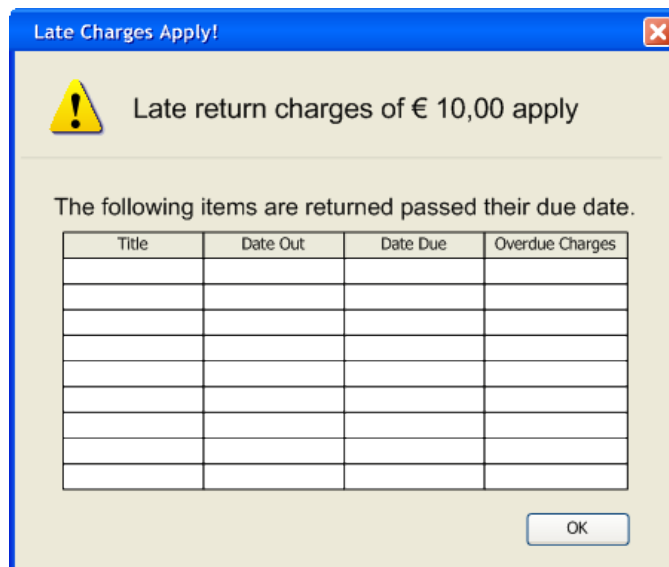 Late Charges Apply!
Late return charges of € 10,00 apply
The following items are returned passed their due date.
Title Date Out Date Due Overdue Charges
OK